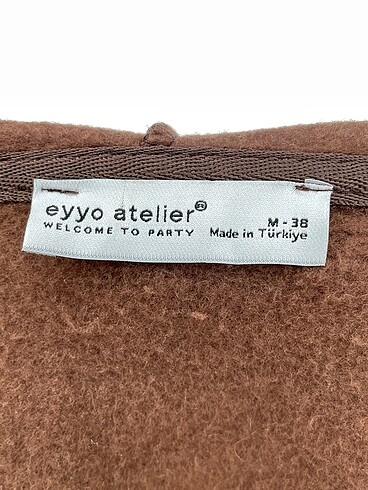 eyyo atelier®
WELCOME TO PARTY
M - 38
Made in Türkiye